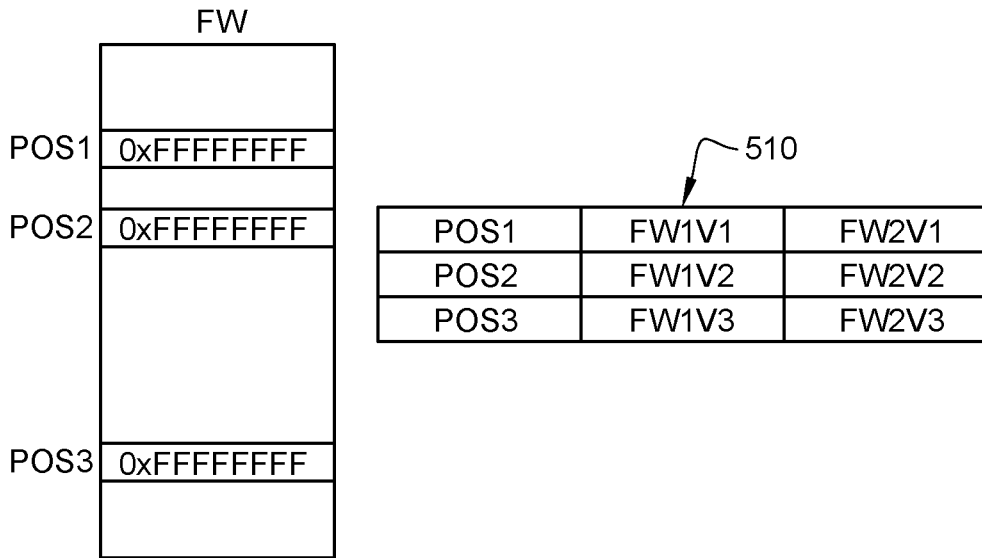 FW
POS1 0xFFFFFFFF
510
POS2 0xFFFFFFFF
POS1 FW1V1 FW2V1
POS2 FW1V2 FW2V2
POS3 FW1V3 FW2V3
POS3 0xFFFFFFFF